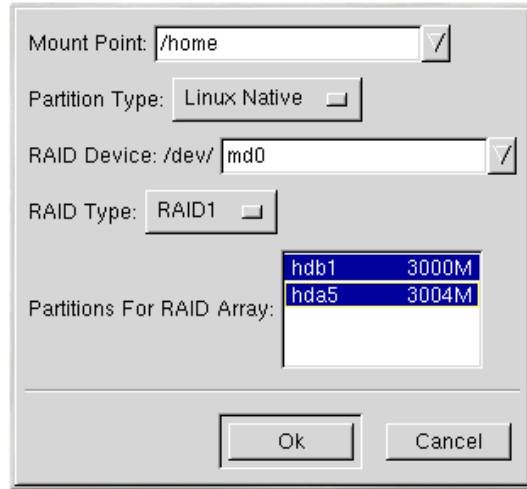 Mount Point: /home
Partition Type: Linux Native
RAID Device: /dev/ md0
RAID Type: RAID1
Partitions For RAID Array:
hdb1 3000M
hda5 3004M
Ok Cancel